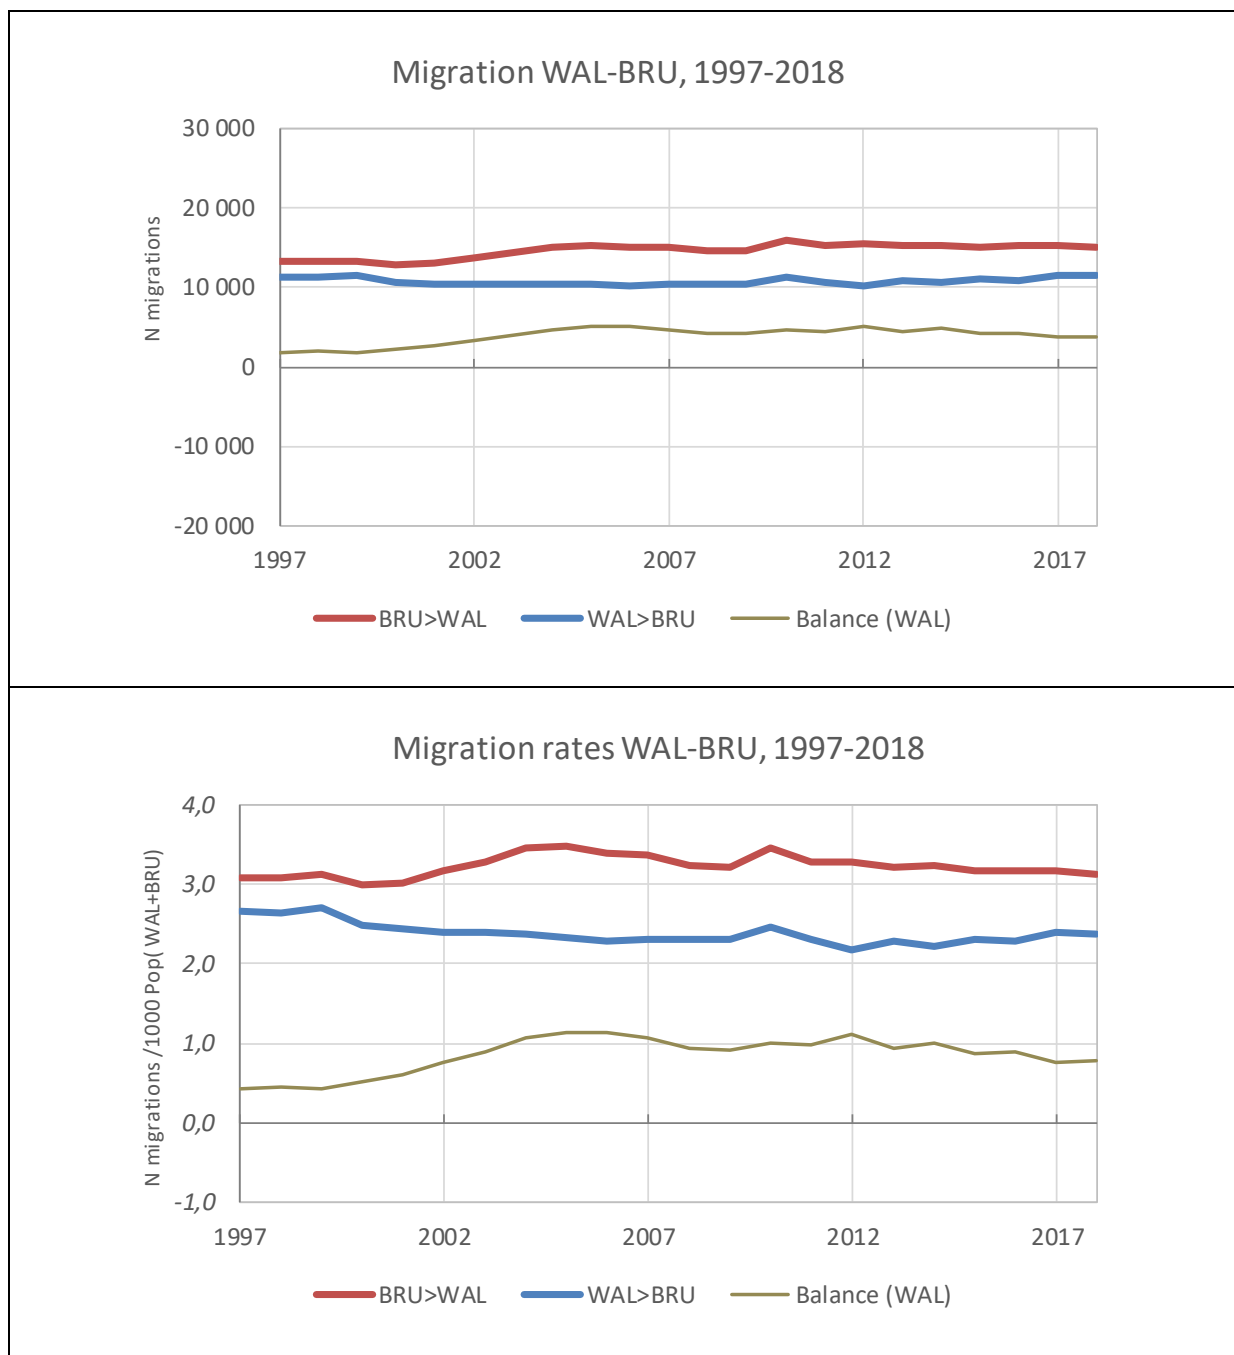 Migration WAL-BRU, 1997-2018
N migrations
30 000
20 000
10 000
0
-10 000
-20 000
1997 2002 2007 2012 2017
BRU>WAL WAL>BRU Balance (WAL)
Migration rates WAL-BRU, 1997-2018
N migrations /1000 Pop( WAL+BRU)
4,0
3,0
2,0
1,0
0,0
-1,0
1997 2002 2007 2012 2017
BRU>WAL WAL>BRU Balance (WAL)